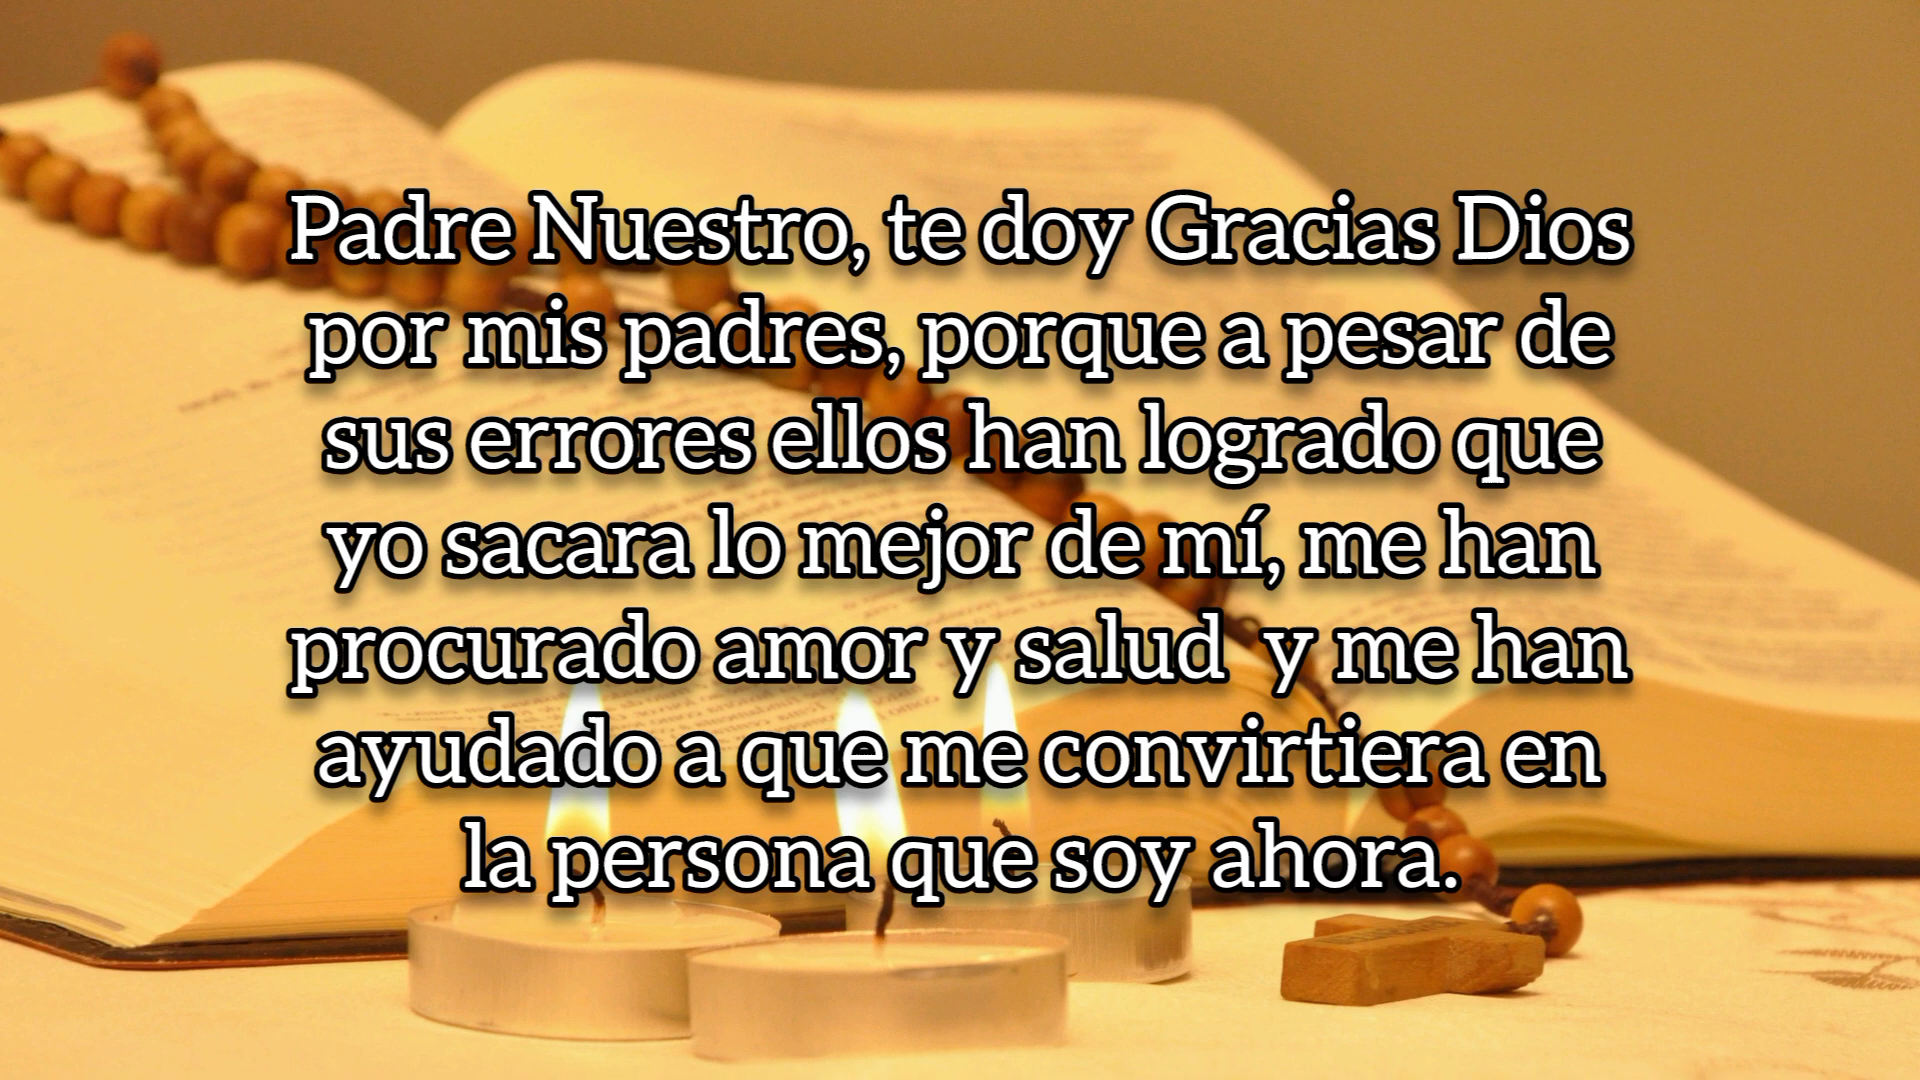 Padre Nuestro, te doy Gracias Dios
por mis padres, porque a pesar de
sus errores ellos han logrado que
yo sacara lo mejor de mí, me han
procurado amor y salud  y me han
ayudado a que me convirtiera en
la persona que soy ahora.